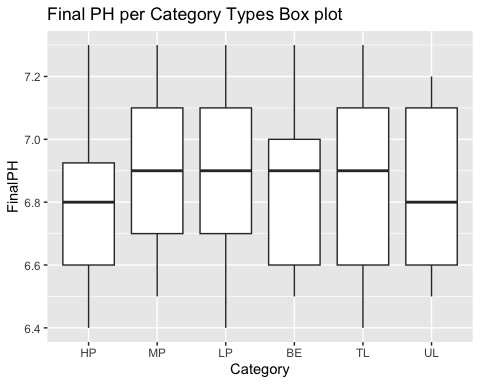 Final PH per Category Types Box plot
FinalPH
7.2
7.0
6.8
6.6
6.4
HP MP LP BE TL UL
Category